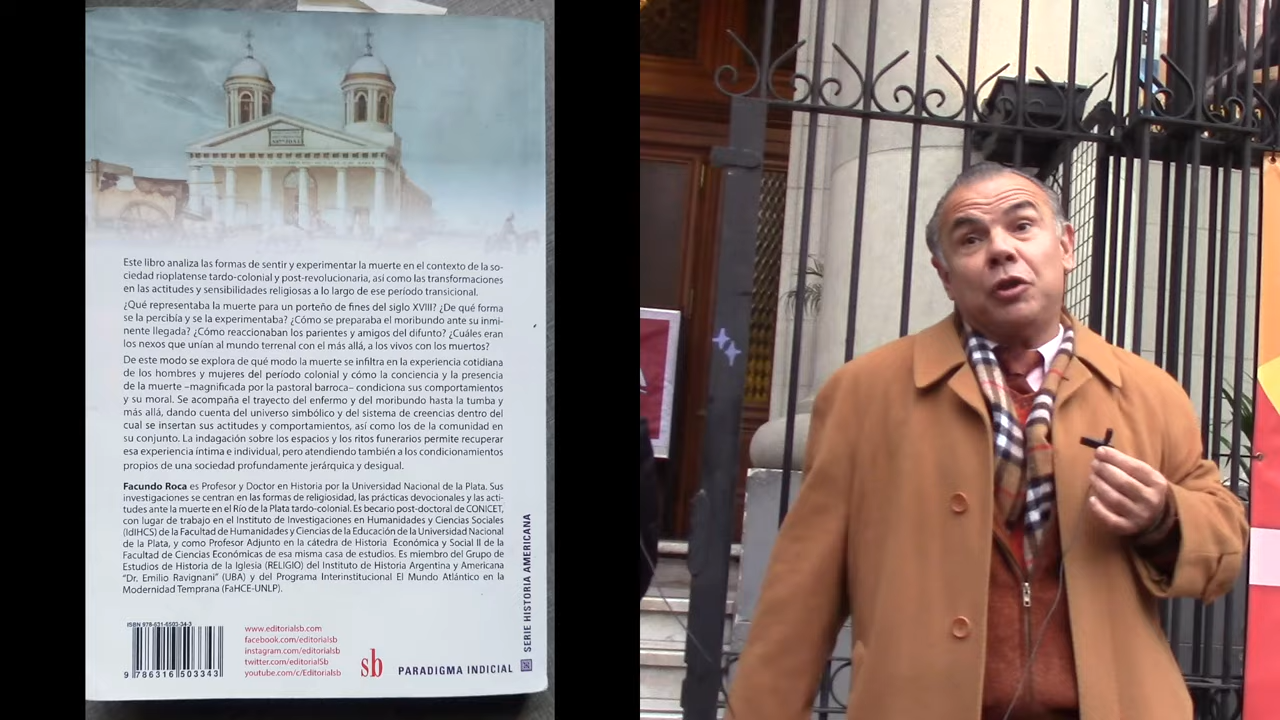 Este libro analiza las formas de sentir y experimentar la muerte en el contexto de la so-
ciedad rioplatense tardo-colonial y post-revolucionaria, así como las transformaciones
en las actitudes y sensibilidades religiosas a lo largo de ese período transicional.
¿Qué representaba la muerte para un porteño de fines del siglo XVIII? ¿De qué forma
se la percibía y se la experimentaba? ¿Cómo se preparaba el moribundo ante su inmi-
nente llegada? ¿Cómo reaccionaban los parientes y amigos del difunto? ¿Cuáles eran
los nexos que unían al mundo terrenal con el más allá, a los vivos con los muertos?
De este modo se explora de qué modo la muerte se infiltra en la experiencia cotidiana
de los hombres y mujeres del período colonial y cómo la conciencia y la presencia
de la muerte –magnificada por la pastoral barroca– condiciona sus comportamientos
y su moral. Se acompaña el trayecto del enfermo y del moribundo hasta la tumba y
más allá, dando cuenta del universo simbólico y del sistema de creencias dentro del
cual se insertan sus actitudes y comportamientos, así como los de la comunidad en
su conjunto. La indagación sobre los espacios y los ritos funerarios permite recuperar
esa experiencia íntima e individual, pero atendiendo también a los condicionamientos
propios de una sociedad profundamente jerárquica y desigual.
Facundo Roca es Profesor y Doctor en Historia por la Universidad Nacional de la Plata. Sus
investigaciones se centran en las formas de religiosidad, las prácticas devocionales y las acti-
tudes ante la muerte en el Río de la Plata tardo-colonial. Es becario post-doctoral de CONICET,
con lugar de trabajo en el Instituto de Investigaciones en Humanidades y Ciencias Sociales
(IdIHCS) de la Facultad de Humanidades y Ciencias de la Educación de la Universidad Nacional
de la Plata, y como Profesor Adjunto en la cátedra de Historia Económica y Social II de la
Facultad de Ciencias Económicas de esa misma casa de estudios. Es miembro del Grupo de
Estudios de Historia de la Iglesia (RELIGIO) del Instituto de Historia Argentina y Americana
"Dr. Emilio Ravignani" (UBA) y del Programa Interinstitucional El Mundo Atlántico en la
Modernidad Temprana (FaHCE-UNLP).
ISBN 978-631-6503-34-3
9 786316 503343
www.editorialsb.com
facebook.com/editorialsb
instagram.com/editorialsb
twitter.com/editorialSb
youtube.com/c/Editorialsb
sb
PARADIGMA INDICIAL
SERIE HISTORIA AMERICANA